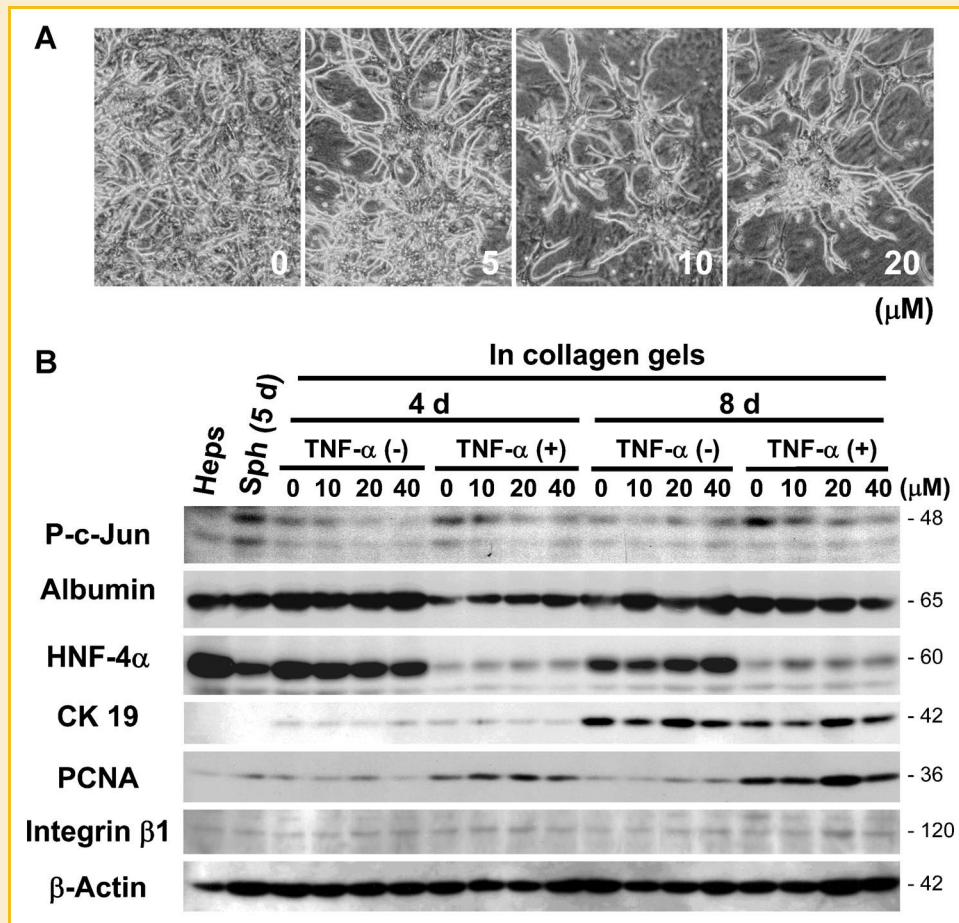 A
0 5 10 20
(μM)
B
In collagen gels
4 d 8 d
Heps Sph (5 d) TNF-α (-) TNF-α (+) TNF-α (-) TNF-α (+)
0 10 20 40 0 10 20 40 0 10 20 40 0 10 20 40 (μM)
P-c-Jun - 48
Albumin - 65
HNF-4α - 60
CK 19 - 42
PCNA - 36
Integrin β1 - 120
β-Actin - 42